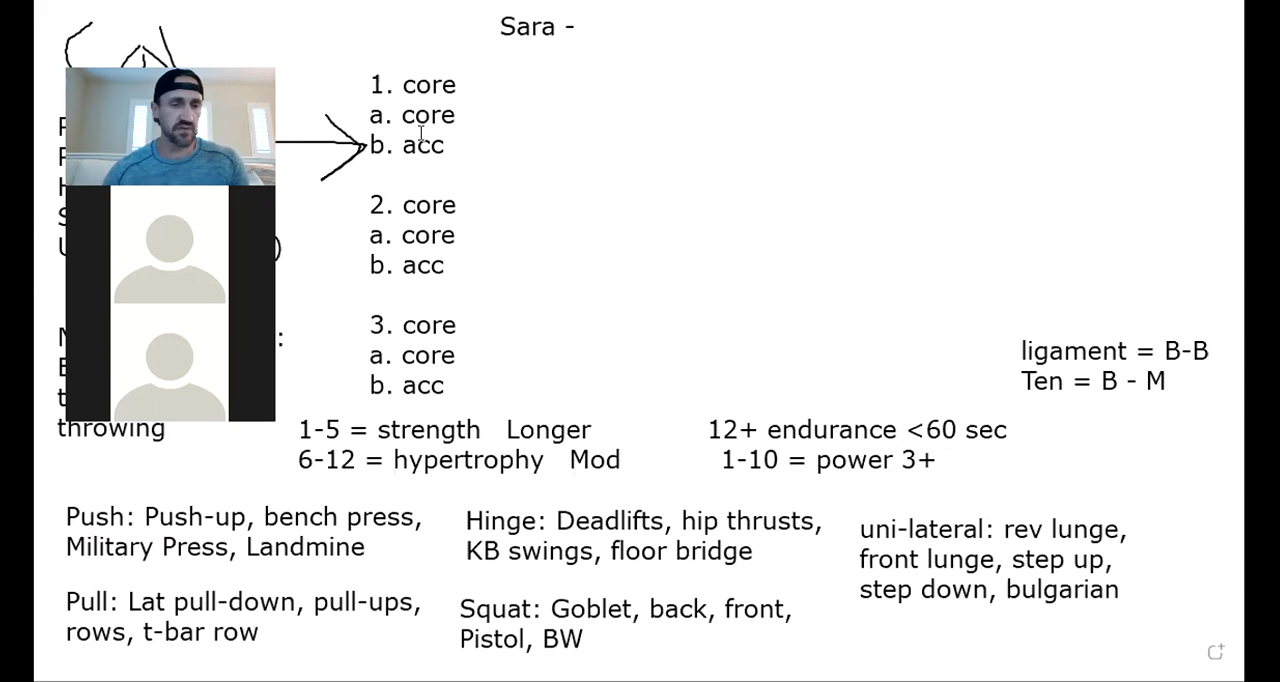 Sara -
1. core
a. core
b. acc
2. core
a. core
b. acc
3. core
a. core
b. acc
throwing
ligament = B-B
Ten = B - M
1-5 = strength Longer
6-12 = hypertrophy Mod
12+ endurance <60 sec
1-10 = power 3+
Push: Push-up, bench press,
Military Press, Landmine
Pull: Lat pull-down, pull-ups,
rows, t-bar row
Hinge: Deadlifts, hip thrusts,
KB swings, floor bridge
Squat: Goblet, back, front,
Pistol, BW
uni-lateral: rev lunge,
front lunge, step up,
step down, bulgarian